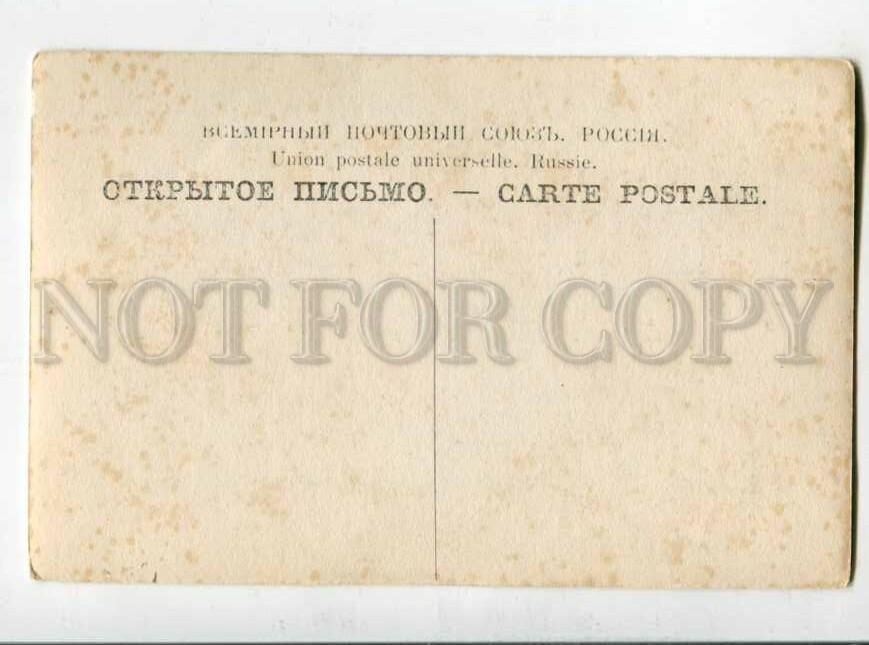 ВСЕМІРНЫЙ ПОЧТОВЫЙ СОЮЗЪ. РОССІЯ.
Union postale universelle. Russie.
ОТКРЫТОЕ ПИСЬМО. — CARTE POSTALE.
NOT FOR COPY